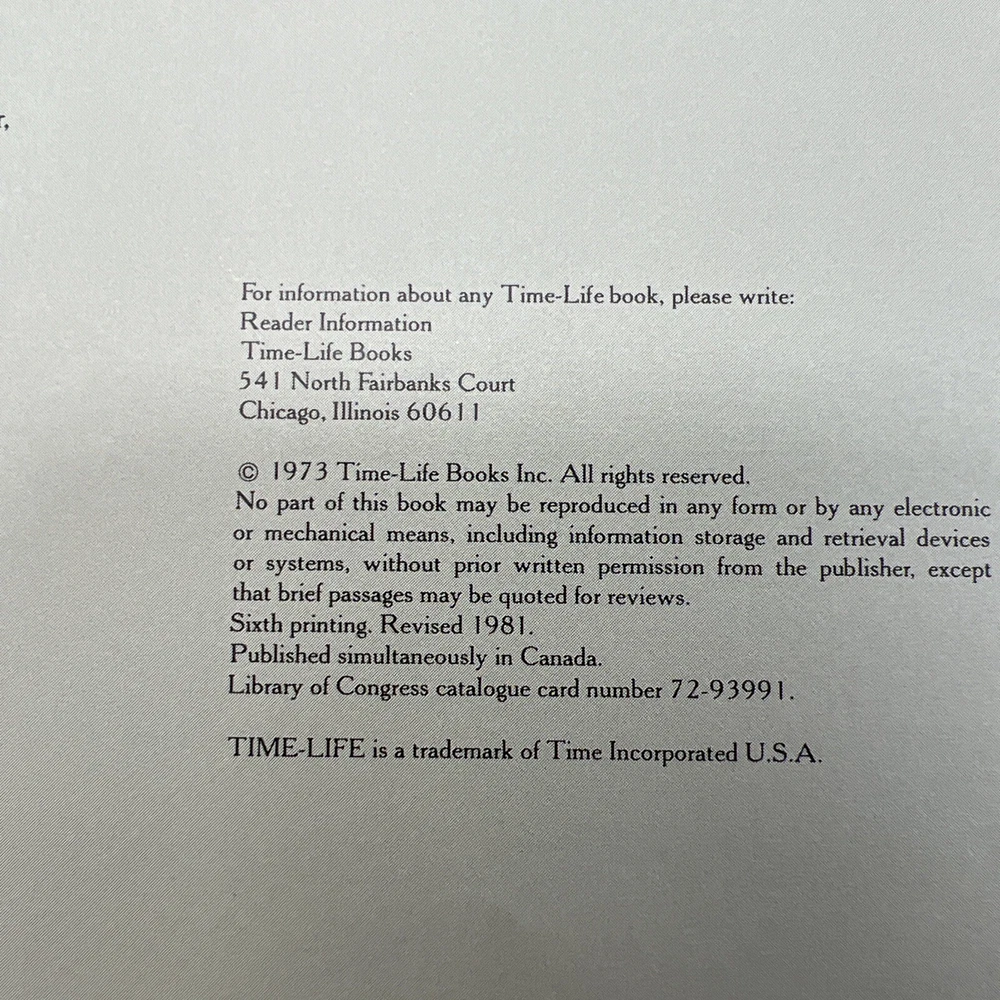 r,
For information about any Time-Life book, please write:
Reader Information
Time-Life Books
541 North Fairbanks Court
Chicago, Illinois 60611
© 1973 Time-Life Books Inc. All rights reserved.
No part of this book may be reproduced in any form or by any electronic
or mechanical means, including information storage and retrieval devices
or systems, without prior written permission from the publisher, except
that brief passages may be quoted for reviews.
Sixth printing. Revised 1981.
Published simultaneously in Canada.
Library of Congress catalogue card number 72-93991.
TIME-LIFE is a trademark of Time Incorporated U.S.A.